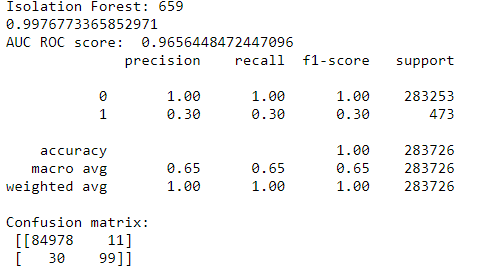 Isolation Forest: 659
0.9976773365852971
AUC ROC score:  0.9656448472447096
              precision    recall  f1-score   support

           0       1.00      1.00      1.00    283253
           1       0.30      0.30      0.30       473

    accuracy                           1.00    283726
   macro avg       0.65      0.65      0.65    283726
weighted avg       1.00      1.00      1.00    283726

Confusion matrix:
 [[84978    11]
 [   30    99]]